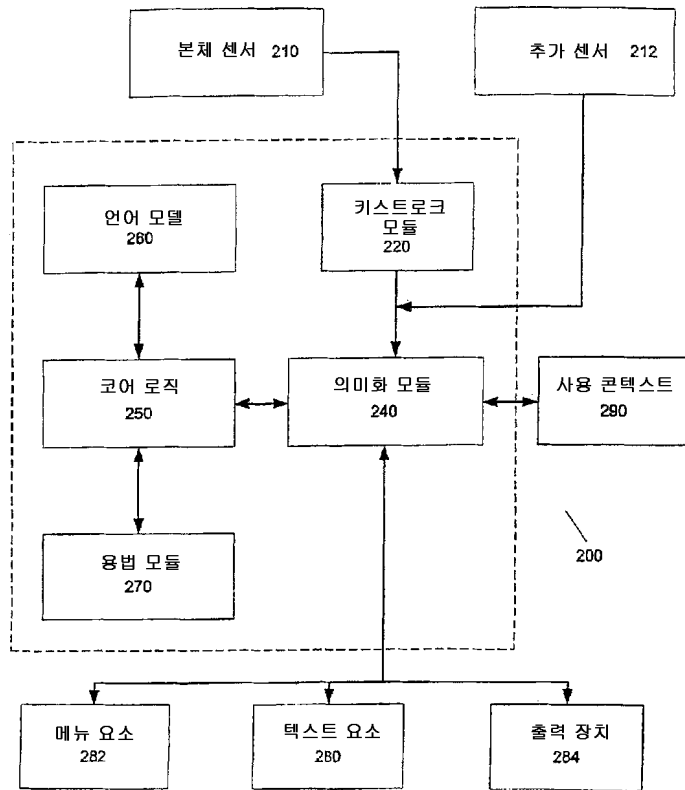 본체 센서 210
추가 센서 212
언어 모델
260
키스트로크
모듈
220
코어 로직
250
의미화 모듈
240
사용 콘텍스트
290
용법 모듈
270
200
메뉴 요소
282
텍스트 요소
280
출력 장치
284